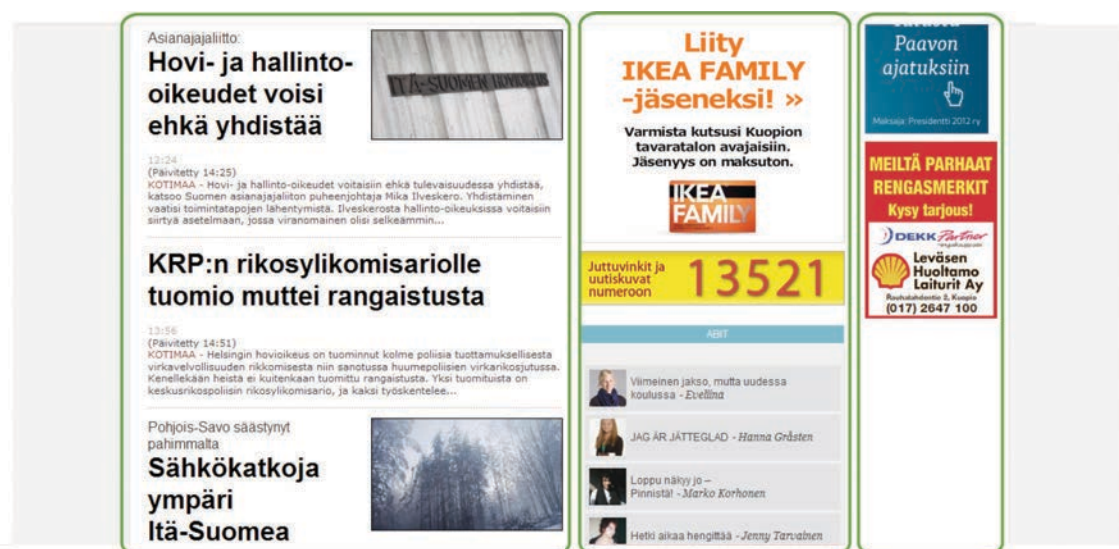 Asianajajaliitto:
Hovi- ja hallinto-
oikeudet voisi
ehkä yhdistää
ITÄ-SUOMEN HOVIOIKEUS
12:24
(Päivitetty 14:25)
KOTIMAA - Hovi- ja hallinto-oikeudet voitaisiin ehkä tulevaisuudessa yhdistää,
katsoo Suomen asianajajaliiton puheenjohtaja Mika Ilveskero. Yhdistäminen
vaatisi toimintatapojen lähentymistä. Ilveskerosta hallinto-oikeuksissa voitaisiin
siirtyä asetelmaan, jossa viranomainen olisi selkeämmin...
KRP:n rikosylikomisariolle
tuomio muttei rangaistusta
13:56
(Päivitetty 14:51)
KOTIMAA - Helsingin hovioikeus on tuominnut kolme poliisia tuottamuksellisesta
virkavelvollisuuden rikkomisesta niin sanotussa huumepoliisien virkarikosjutussa.
Kenellekään heistä ei kuitenkaan tuomittu rangaistusta. Yksi tuomituista on
keskusrikospoliisin rikosylikomisario, ja kaksi työskentelee...
Pohjois-Savo säästynyt
pahimmalta
Sähkökatkoja
ympäri
Itä-Suomea
Liity
IKEA FAMILY
-jäseneksi! »
Varmista kutsusi Kuopion
tavaratalon avajaisiin.
Jäsenyys on maksuton.
IKEA
FAMILY
Juttuvinkit ja
uutiskuvat
numeroon
13521
ABIT
Viimeinen jakso, mutta uudessa
koulussa - Eveliina
JAG ÄR JÄTTEGLAD - Hanna Gråsten
Loppu näkyy jo –
Pinnistä! - Marko Korhonen
Hetki aikaa hengittää - Jenny Tarvainen
Paavon
ajatuksiin
Maksaja: Presidentti 2012 ry
MEILTÄ PARHAAT
RENGASMERKIT
Kysy tarjous!
DEKK Partner
Leväsen
Huoltamo
Laiturit Ay
Rauhalahdentie 2, Kuopio
(017) 2647 100